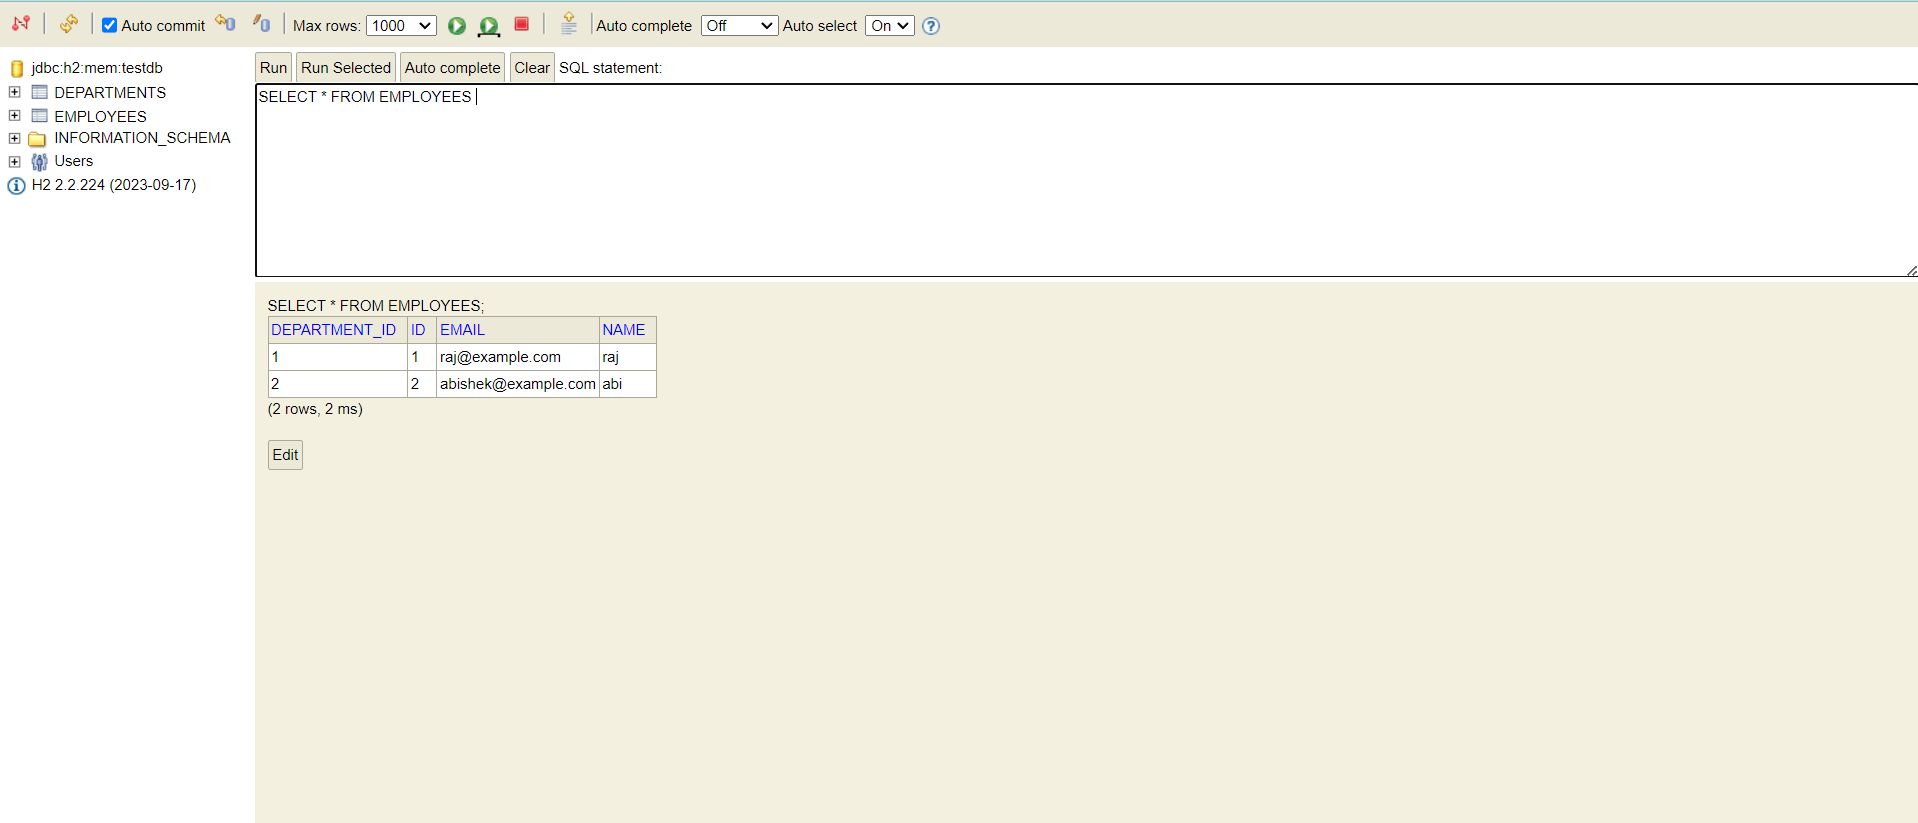 Auto commit Max rows: 1000 Auto complete Off Auto select On ?
jdbc:h2:mem:testdb
DEPARTMENTS
EMPLOYEES
INFORMATION_SCHEMA
Users
H2 2.2.224 (2023-09-17)
Run Run Selected Auto complete Clear SQL statement:
SELECT * FROM EMPLOYEES
SELECT * FROM EMPLOYEES;
DEPARTMENT_ID ID EMAIL NAME
1 1 raj@example.com raj
2 2 abishek@example.com abi
(2 rows, 2 ms)
Edit